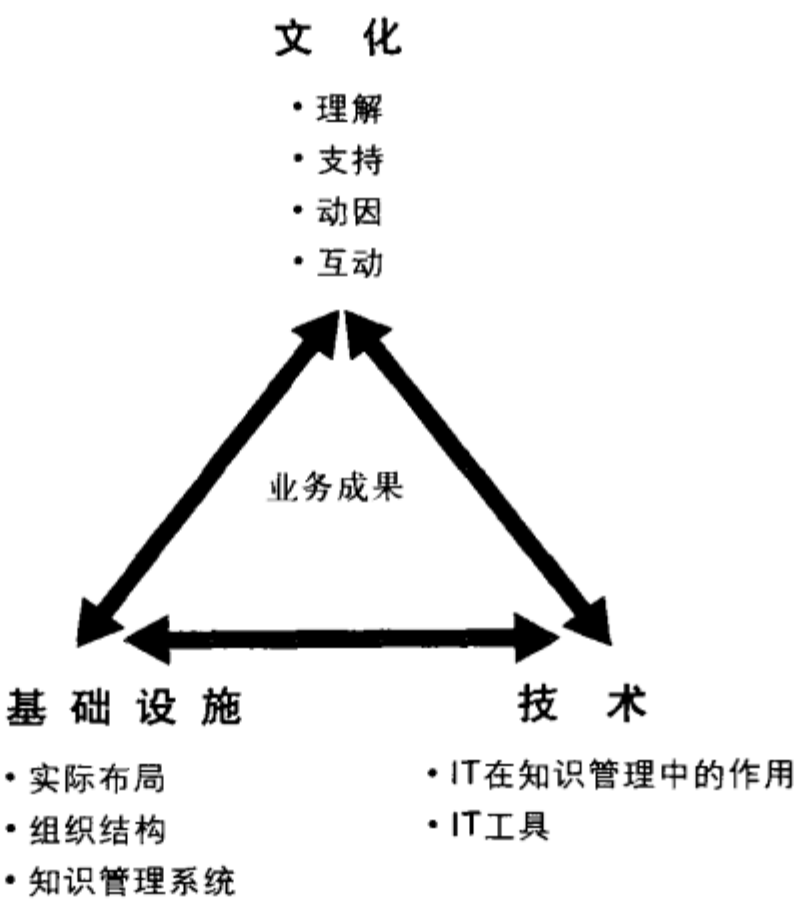 文 化
• 理解
• 支持
• 动因
• 互动
业务成果
基 础 设 施
• 实际布局
• 组织结构
• 知识管理系统
技 术
• IT在知识管理中的作用
• IT工具